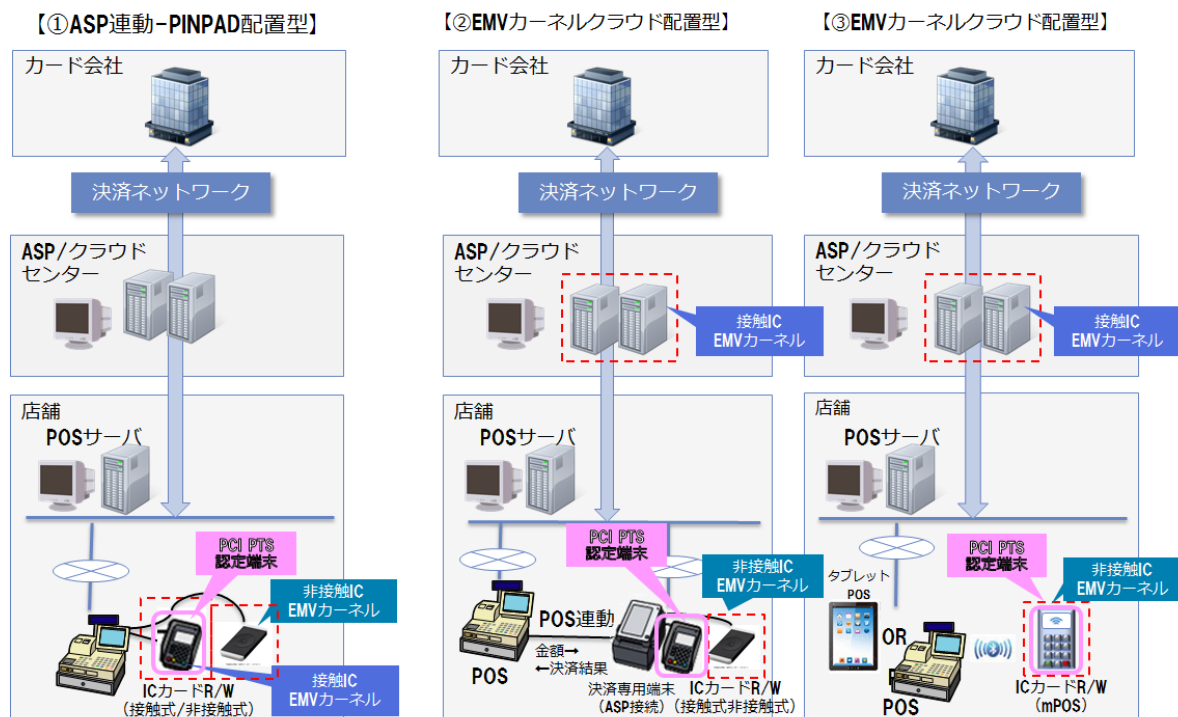 【①ASP連動-PINPAD配置型】
カード会社
決済ネットワーク
ASP/クラウド
センター
店舗
POSサーバ
PCI PTS
認定端末
非接触IC
EMVカーネル
接触IC
EMVカーネル
ICカードR/W
（接触式/非接触式）
【②EMVカーネルクラウド配置型】
カード会社
決済ネットワーク
ASP/クラウド
センター
接触IC
EMVカーネル
店舗
POSサーバ
PCI PTS
認定端末
非接触IC
EMVカーネル
POS連動
金額→
←決済結果
POS
決済専用端末
（ASP接続）
ICカードR/W
（接触式非接触式）
【③EMVカーネルクラウド配置型】
カード会社
決済ネットワーク
ASP/クラウド
センター
接触IC
EMVカーネル
店舗
POSサーバ
PCI PTS
認定端末
非接触IC
EMVカーネル
タブレット
POS
OR
POS
ICカードR/W
（mPOS）